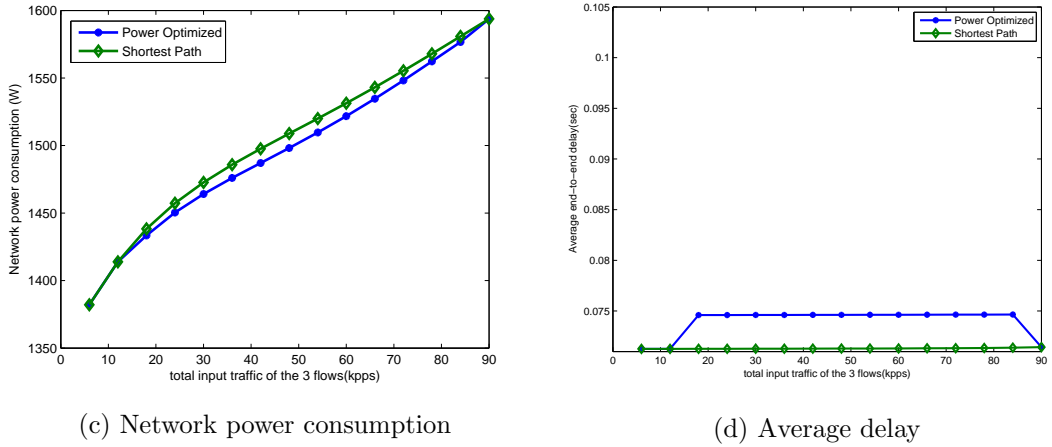 1600
1550
1500
1450
1400
1350
0 10 20 30 40 50 60 70 80 90
Network power consumption (W)
total input traffic of the 3 flows(kpps)
Power Optimized
Shortest Path
(c) Network power consumption
0.105
0.1
0.095
0.09
0.085
0.08
0.075
0 10 20 30 40 50 60 70 80 90
Average end-to-end delay(sec)
total input traffic of the 3 flows(kpps)
Power Optimized
Shortest Path
(d) Average delay